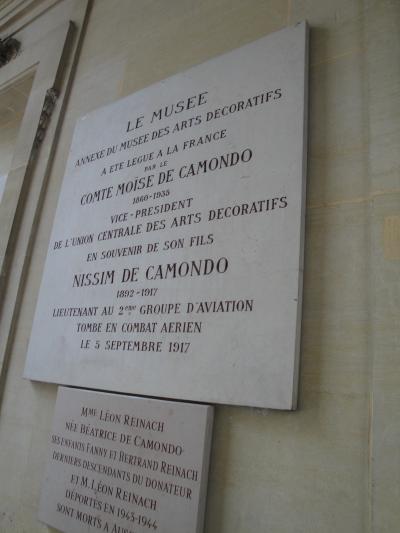 LE MUSEE
ANNEXE DU MUSEE DES ARTS DECORATIFS
A ETE LEGUE A LA FRANCE
PAR LE
COMTE MOÏSE DE CAMONDO
1860-1935
VICE-PRESIDENT
DE L'UNION CENTRALE DES ARTS DECORATIFS
EN SOUVENIR DE SON FILS
NISSIM DE CAMONDO
1892-1917
LIEUTENANT AU 2ème GROUPE D'AVIATION
TOMBE EN COMBAT AERIEN
LE 5 SEPTEMBRE 1917
MME LÉON REINACH
NÉE BÉATRICE DE CAMONDO
SES ENFANTS FANNY ET BERTRAND REINACH
DERNIERS DESCENDANTS DU DONATEUR
ET M. LÉON REINACH
DÉPORTÉS EN 1943-1944
SONT MORTS A